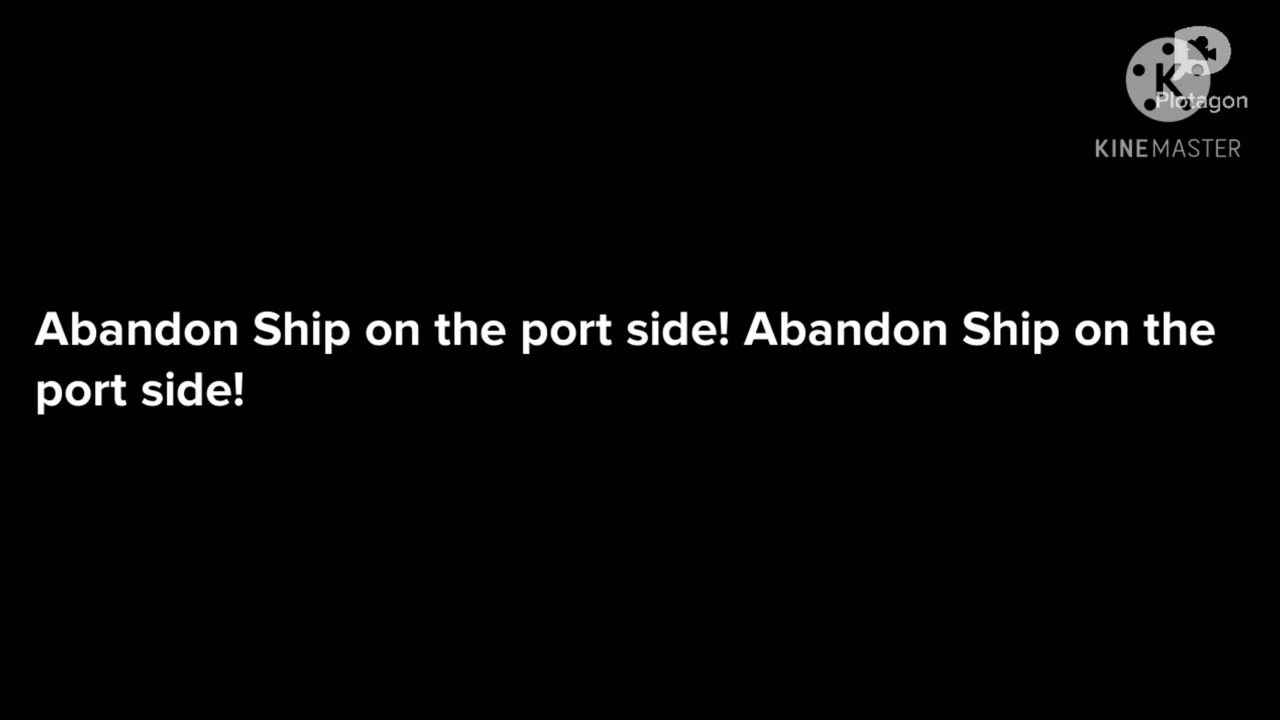 K
Plotagon
KINEMASTER
Abandon Ship on the port side! Abandon Ship on the
port side!